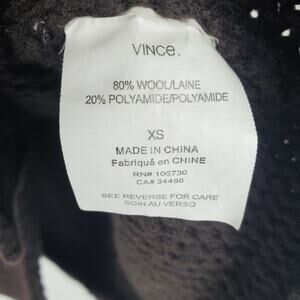 VINCE.
80% WOOL/LAINE
20% POLYAMIDE/POLYAMIDE
XS
MADE IN CHINA
Fabriqué en CHINE
RN# 106730
CA# 34460
SEE REVERSE FOR CARE
SOIN AU VERSO